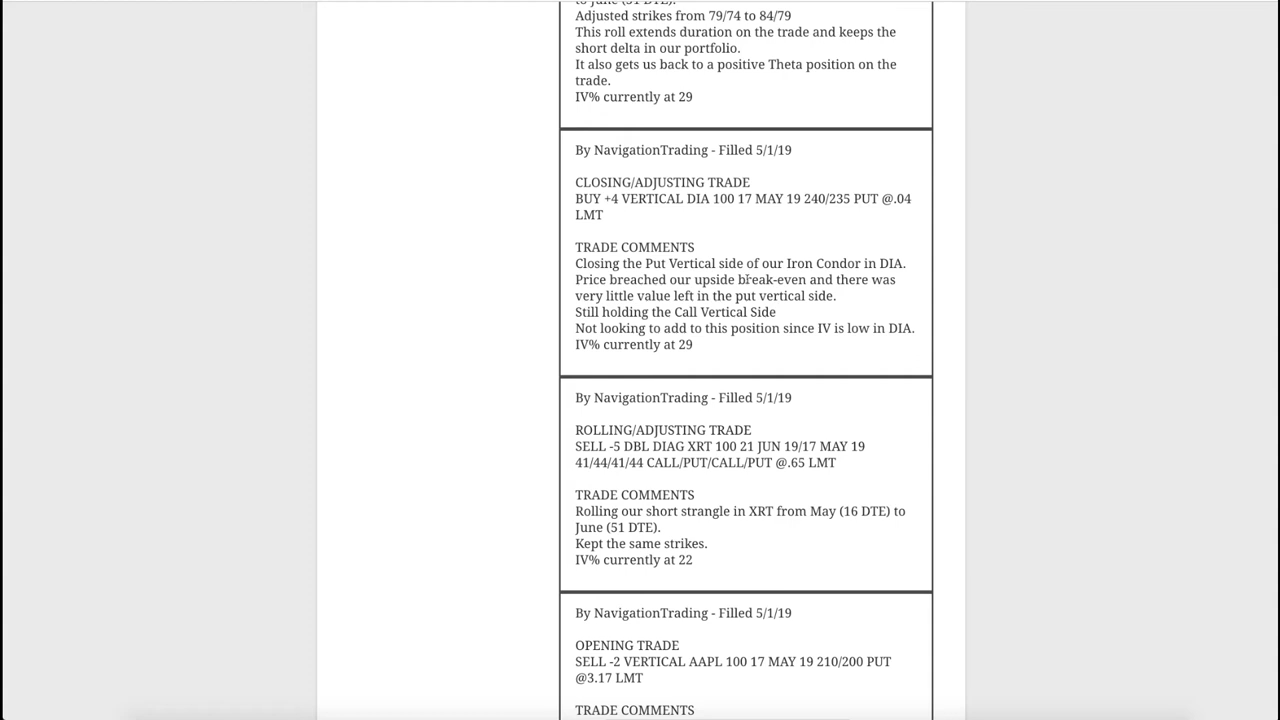 to June (51 DTE).
Adjusted strikes from 79/74 to 84/79
This roll extends duration on the trade and keeps the
short delta in our portfolio.
It also gets us back to a positive Theta position on the
trade.
IV% currently at 29
By NavigationTrading - Filled 5/1/19
CLOSING/ADJUSTING TRADE
BUY +4 VERTICAL DIA 100 17 MAY 19 240/235 PUT @.04
LMT
TRADE COMMENTS
Closing the Put Vertical side of our Iron Condor in DIA.
Price breached our upside break-even and there was
very little value left in the put vertical side.
Still holding the Call Vertical Side
Not looking to add to this position since IV is low in DIA.
IV% currently at 29
By NavigationTrading - Filled 5/1/19
ROLLING/ADJUSTING TRADE
SELL -5 DBL DIAG XRT 100 21 JUN 19/17 MAY 19
41/44/41/44 CALL/PUT/CALL/PUT @.65 LMT
TRADE COMMENTS
Rolling our short strangle in XRT from May (16 DTE) to
June (51 DTE).
Kept the same strikes.
IV% currently at 22
By NavigationTrading - Filled 5/1/19
OPENING TRADE
SELL -2 VERTICAL AAPL 100 17 MAY 19 210/200 PUT
@3.17 LMT
TRADE COMMENTS